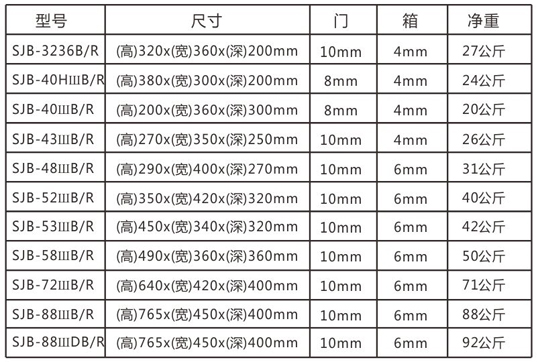 型号 尺寸 门 箱 净重
SJB-3236B/R (高)320x(宽)360x(深)200mm 10mm 4mm 27公斤
SJB-40HⅢB/R (高)380x(宽)300x(深)200mm 8mm 4mm 24公斤
SJB-40ⅢB/R (高)200x(宽)360x(深)300mm 8mm 4mm 20公斤
SJB-43ⅢB/R (高)270x(宽)350x(深)250mm 10mm 4mm 26公斤
SJB-48ⅢB/R (高)290x(宽)400x(深)270mm 10mm 6mm 31公斤
SJB-52ⅢB/R (高)350x(宽)420x(深)320mm 10mm 6mm 40公斤
SJB-53ⅢB/R (高)450x(宽)340x(深)320mm 10mm 6mm 42公斤
SJB-58ⅢB/R (高)490x(宽)360x(深)360mm 10mm 6mm 50公斤
SJB-72ⅢB/R (高)640x(宽)420x(深)400mm 10mm 6mm 71公斤
SJB-88ⅢB/R (高)765x(宽)450x(深)400mm 10mm 6mm 88公斤
SJB-88ⅢDB/R (高)765x(宽)450x(深)400mm 10mm 6mm 92公斤